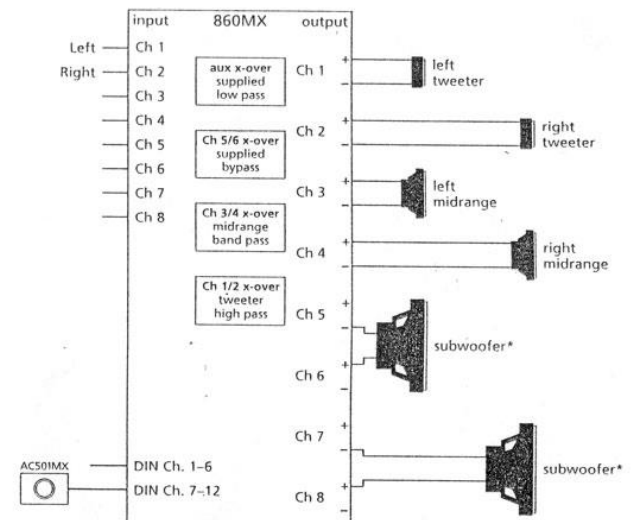 input 860MX output
Left Ch 1
Right Ch 2
Ch 3
Ch 4
Ch 5
Ch 6
Ch 7
Ch 8
aux x-over
supplied
low pass
Ch 5/6 x-over
supplied
bypass
Ch 3/4 x-over
midrange
band pass
Ch 1/2 x-over
tweeter
high pass
Ch 1
+
−
left
tweeter
Ch 2
+
−
right
tweeter
Ch 3
+
−
left
midrange
Ch 4
+
−
right
midrange
Ch 5
+
−
subwoofer*
Ch 6
+
−
Ch 7
+
−
subwoofer*
Ch 8
+
−
AC501MX
DIN Ch. 1–6
DIN Ch. 7–12